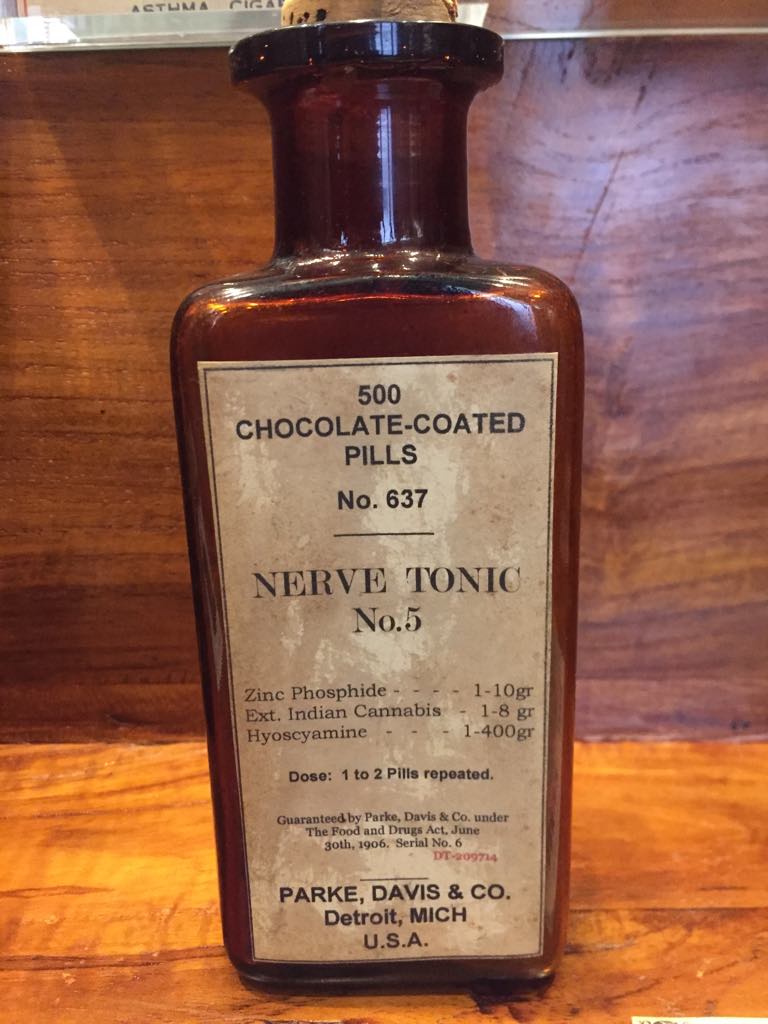 ASTHMA CIGA
500
CHOCOLATE-COATED
PILLS
No. 637
NERVE TONIC
No.5
Zinc Phosphide - - - - 1-10gr
Ext. Indian Cannabis - 1-8 gr
Hyoscyamine - - - 1-400gr
Dose: 1 to 2 Pills repeated.
Guaranteed by Parke, Davis & Co. under
The Food and Drugs Act, June
30th, 1906. Serial No. 6
DT-209714
PARKE, DAVIS & CO.
Detroit, MICH
U.S.A.